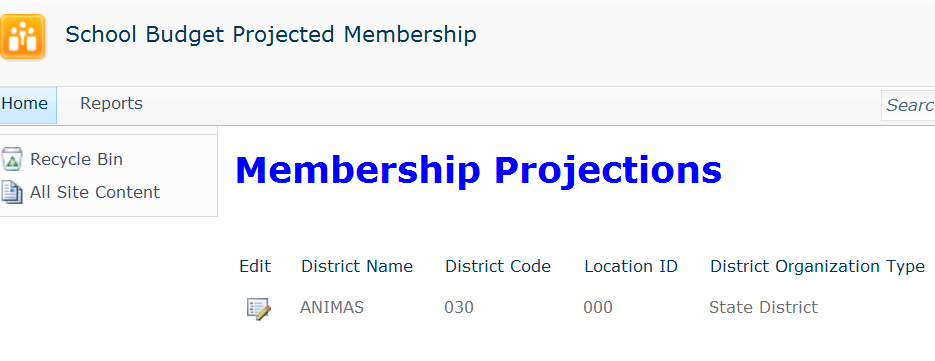 School Budget Projected Membership
Home Reports
Recycle Bin
All Site Content
Membership Projections
Edit District Name District Code Location ID District Organization Type
ANIMAS 030 000 State District